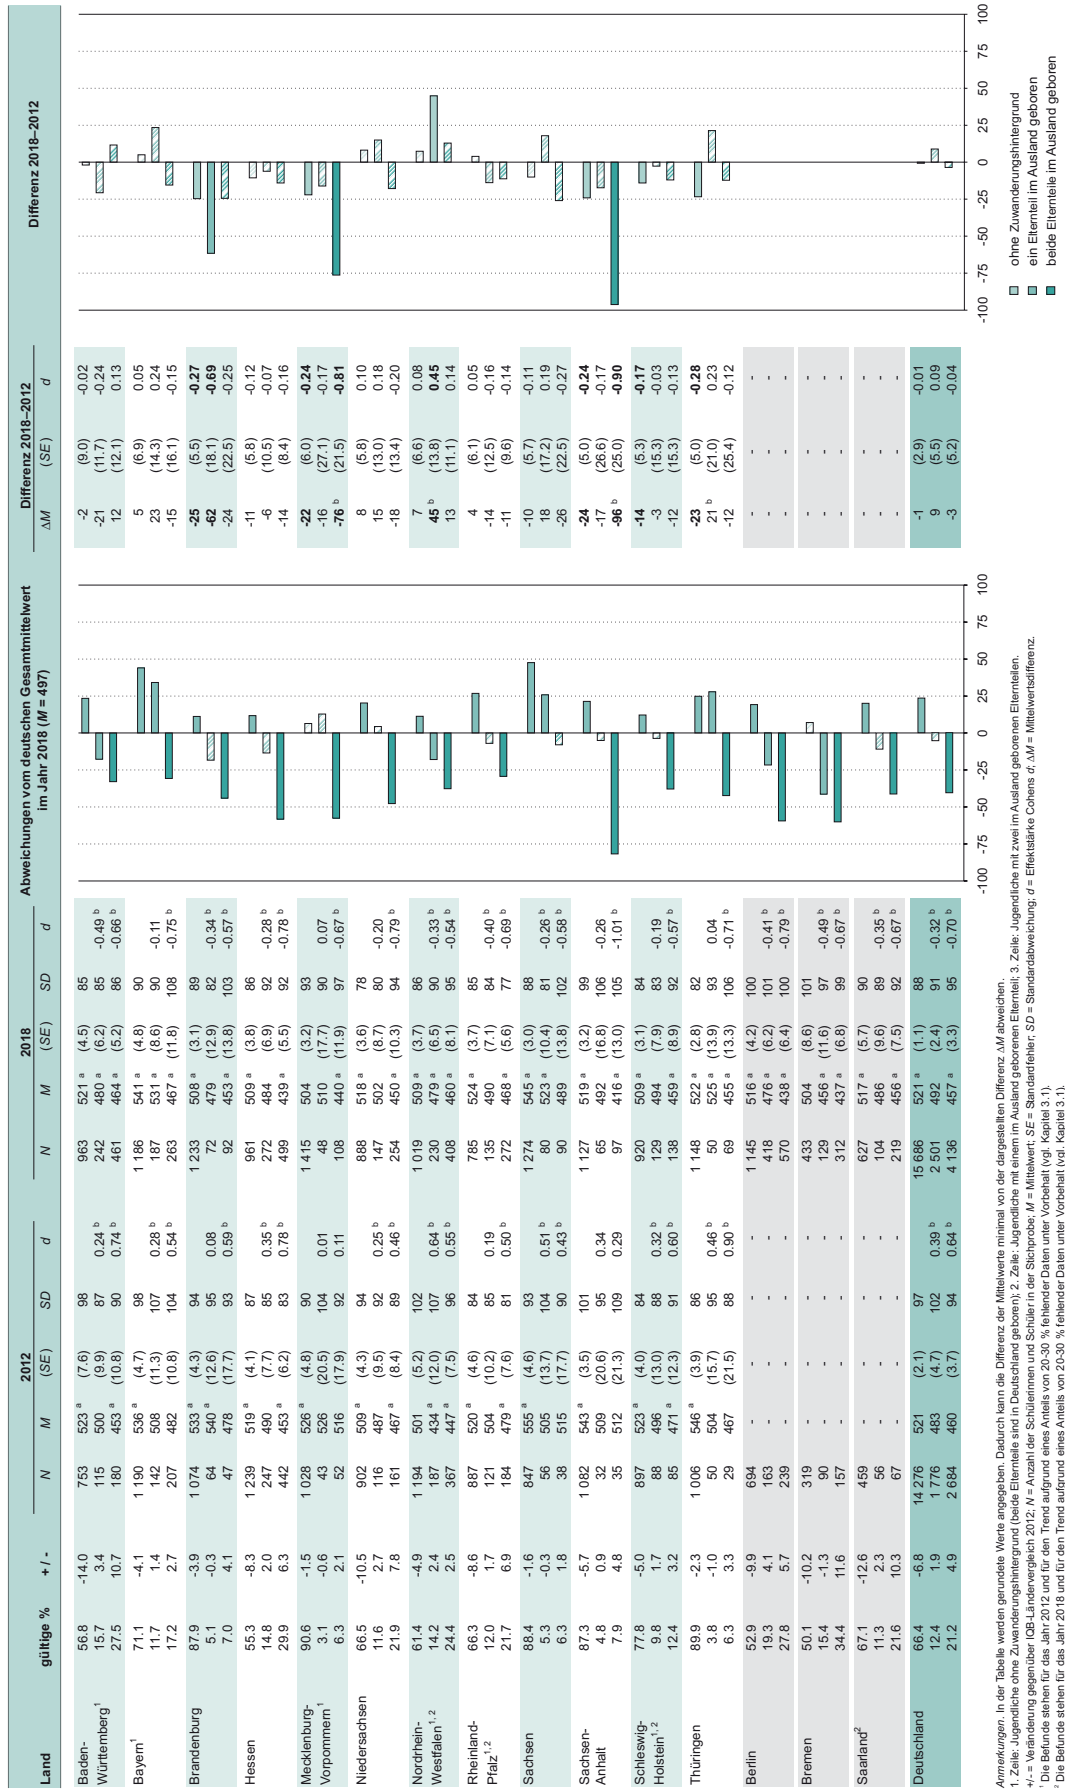 Land gültige % + / - 2012 2018 Abweichungen vom deutschen Gesamtmittelwert im Jahr 2018 (M = 497) Differenz 2018–2012 Differenz 2018–2012
N M (SE) SD d N M (SE) SD d ΔM (SE) d
Baden- 56.8 -14.0 753 523 a (7.6) 98 963 521 a (4.5) 85 -2 (9.0) -0.02
Württemberg1 15.7 3.4 115 500 (9.9) 87 0.24 b 242 480 a (6.2) 85 -0.49 b -21 (11.7) -0.24
27.5 10.7 180 453 a (10.8) 90 0.74 b 461 464 a (5.2) 86 -0.66 b 12 (12.1) 0.13
Bayern1 71.1 -4.1 1 190 536 a (4.7) 98 1 186 541 a (4.8) 90 5 (6.9) 0.05
11.7 1.4 142 508 (11.3) 107 0.28 b 187 531 a (8.6) 90 -0.11 23 (14.3) 0.24
17.2 2.7 207 482 (10.8) 104 0.54 b 263 467 a (11.8) 108 -0.75 b -15 (16.1) -0.15
Brandenburg 87.9 -3.9 1 074 533 a (4.3) 94 1 233 508 a (3.1) 89 -25 (5.5) -0.27
5.1 -0.3 64 540 a (12.6) 95 0.08 72 479 (12.9) 82 -0.34 b -62 (18.1) -0.69
7.0 4.1 47 478 (17.7) 93 0.59 b 92 453 a (13.8) 103 -0.57 b -24 (22.5) -0.25
Hessen 55.3 -8.3 1 239 519 a (4.1) 87 961 509 a (3.8) 86 -11 (5.8) -0.12
14.8 2.0 247 490 (7.7) 85 0.35 b 272 484 (6.9) 92 -0.28 b -6 (10.5) -0.07
29.9 6.3 442 453 a (6.2) 83 0.78 b 499 439 a (5.5) 92 -0.78 b -14 (8.4) -0.16
Mecklenburg- 90.6 -1.5 1 028 526 a (4.8) 90 1 415 504 (3.2) 93 -22 (6.0) -0.24
Vorpommern1 3.1 -0.6 43 526 (20.5) 104 0.01 48 510 (17.7) 90 0.07 -16 (27.1) -0.17
6.3 2.1 52 516 (17.9) 92 0.11 108 440 a (11.9) 97 -0.67 b -76 b (21.5) -0.81
Niedersachsen 66.5 -10.5 902 509 a (4.3) 94 888 518 a (3.6) 78 8 (5.8) 0.10
11.6 2.7 116 487 (9.5) 92 0.25 b 147 502 (8.7) 80 -0.20 15 (13.0) 0.18
21.9 7.8 161 467 a (8.4) 89 0.46 b 254 450 a (10.3) 94 -0.79 b -18 (13.4) -0.20
Nordrhein- 61.4 -4.9 1 194 501 (5.2) 102 1 019 509 a (3.7) 86 7 (6.6) 0.08
Westfalen1, 2 14.2 2.4 187 434 a (12.0) 107 0.64 b 230 479 a (6.5) 90 -0.33 b 45 b (13.8) 0.45
24.4 2.5 367 447 a (7.5) 96 0.55 b 408 460 a (8.1) 95 -0.54 b 13 (11.1) 0.14
Rheinland- 66.3 -8.6 887 520 a (4.6) 84 785 524 a (3.7) 85 4 (6.1) 0.05
Pfalz1, 2 12.0 1.7 121 504 (10.2) 85 0.19 135 490 (7.1) 84 -0.40 b -14 (12.5) -0.16
21.7 6.9 184 479 a (7.6) 81 0.50 b 272 468 a (5.6) 77 -0.69 b -11 (9.6) -0.14
Sachsen 88.4 -1.6 847 555 a (4.6) 93 1 274 545 a (3.0) 88 -10 (5.7) -0.11
5.3 -0.3 56 505 (13.7) 104 0.51 b 80 523 a (10.4) 81 -0.26 b 18 (17.2) 0.19
6.3 1.8 38 515 (17.7) 90 0.43 b 90 489 (13.8) 102 -0.58 b -26 (22.5) -0.27
Sachsen- 87.3 -5.7 1 082 543 a (3.5) 101 1 127 519 a (3.2) 99 -24 (5.0) -0.24
Anhalt 4.8 0.9 32 509 (20.6) 95 0.34 65 492 (16.8) 106 -0.26 -17 (26.6) -0.17
7.9 4.8 35 512 (21.3) 109 0.29 97 416 a (13.0) 105 -1.01 b -96 b (25.0) -0.90
Schleswig- 77.8 -5.0 897 523 a (4.0) 84 920 509 a (3.1) 84 -14 (5.3) -0.17
Holstein1, 2 9.8 1.7 88 496 (13.0) 88 0.32 b 129 494 (7.9) 83 -0.19 -3 (15.3) -0.03
12.4 3.2 85 471 a (12.3) 91 0.60 b 138 459 a (8.9) 92 -0.57 b -12 (15.3) -0.13
Thüringen 89.9 -2.3 1 006 546 a (3.9) 86 1 148 522 a (2.8) 82 -23 (5.0) -0.28
3.8 -1.0 50 504 (15.7) 95 0.46 b 50 525 a (13.9) 93 0.04 21 b (21.0) 0.23
6.3 3.3 29 467 (21.5) 88 0.90 b 69 455 a (13.3) 106 -0.71 b -12 (25.4) -0.12
Berlin 52.9 -9.9 694 - - - 1 145 516 a (4.2) 100 - - -
19.3 4.1 163 - - - - 418 476 a (6.2) 101 -0.41 b - - -
27.8 5.7 239 - - - - 570 438 a (6.4) 100 -0.79 b - - -
Bremen 50.1 -10.2 319 - - - 433 504 (8.6) 101 - - -
15.4 -1.3 90 - - - - 129 456 a (11.6) 97 -0.49 b - - -
34.4 11.6 157 - - - - 312 437 a (6.8) 99 -0.67 b - - -
Saarland2 67.1 -12.6 459 - - - 627 517 a (5.7) 90 - - -
11.3 2.3 56 - - - - 104 486 (9.6) 89 -0.35 b - - -
21.6 10.3 67 - - - - 219 456 a (7.5) 92 -0.67 b - - -
Deutschland 66.4 -6.8 14 276 521 (2.1) 97 15 686 521 a (1.1) 88 -1 (2.9) -0.01
12.4 1.9 1 776 483 (4.7) 102 0.39 b 2 501 492 (2.4) 91 -0.32 b 9 (5.5) 0.09
21.2 4.9 2 684 460 (3.7) 94 0.64 b 4 136 457 a (3.3) 95 -0.70 b -3 (5.2) -0.04
-100 -75 -50 -25 0 25 50 75 100
-100 -75 -50 -25 0 25 50 75 100
ohne Zuwanderungshintergrund
ein Elternteil im Ausland geboren
beide Elternteile im Ausland geboren
Anmerkungen. In der Tabelle werden gerundete Werte angegeben. Dadurch kann die Differenz der Mittelwerte minimal von der dargestellten Differenz ΔM abweichen.
1. Zeile: Jugendliche ohne Zuwanderungshintergrund (beide Elternteile sind in Deutschland geboren); 2. Zeile: Jugendliche mit einem im Ausland geborenen Elternteil; 3. Zeile: Jugendliche mit zwei im Ausland geborenen Elternteilen.
+/- = Veränderung gegenüber IQB-Ländervergleich 2012; N = Anzahl der Schülerinnen und Schüler in der Stichprobe; M = Mittelwert; SE = Standardfehler; SD = Standardabweichung; d = Effektstärke Cohens d; ΔM = Mittelwertsdifferenz.
1 Die Befunde stehen für das Jahr 2012 und für den Trend aufgrund eines Anteils von 20-30 % fehlender Daten unter Vorbehalt (vgl. Kapitel 3.1).
2 Die Befunde stehen für das Jahr 2018 und für den Trend aufgrund eines Anteils von 20-30 % fehlender Daten unter Vorbehalt (vgl. Kapitel 3.1).